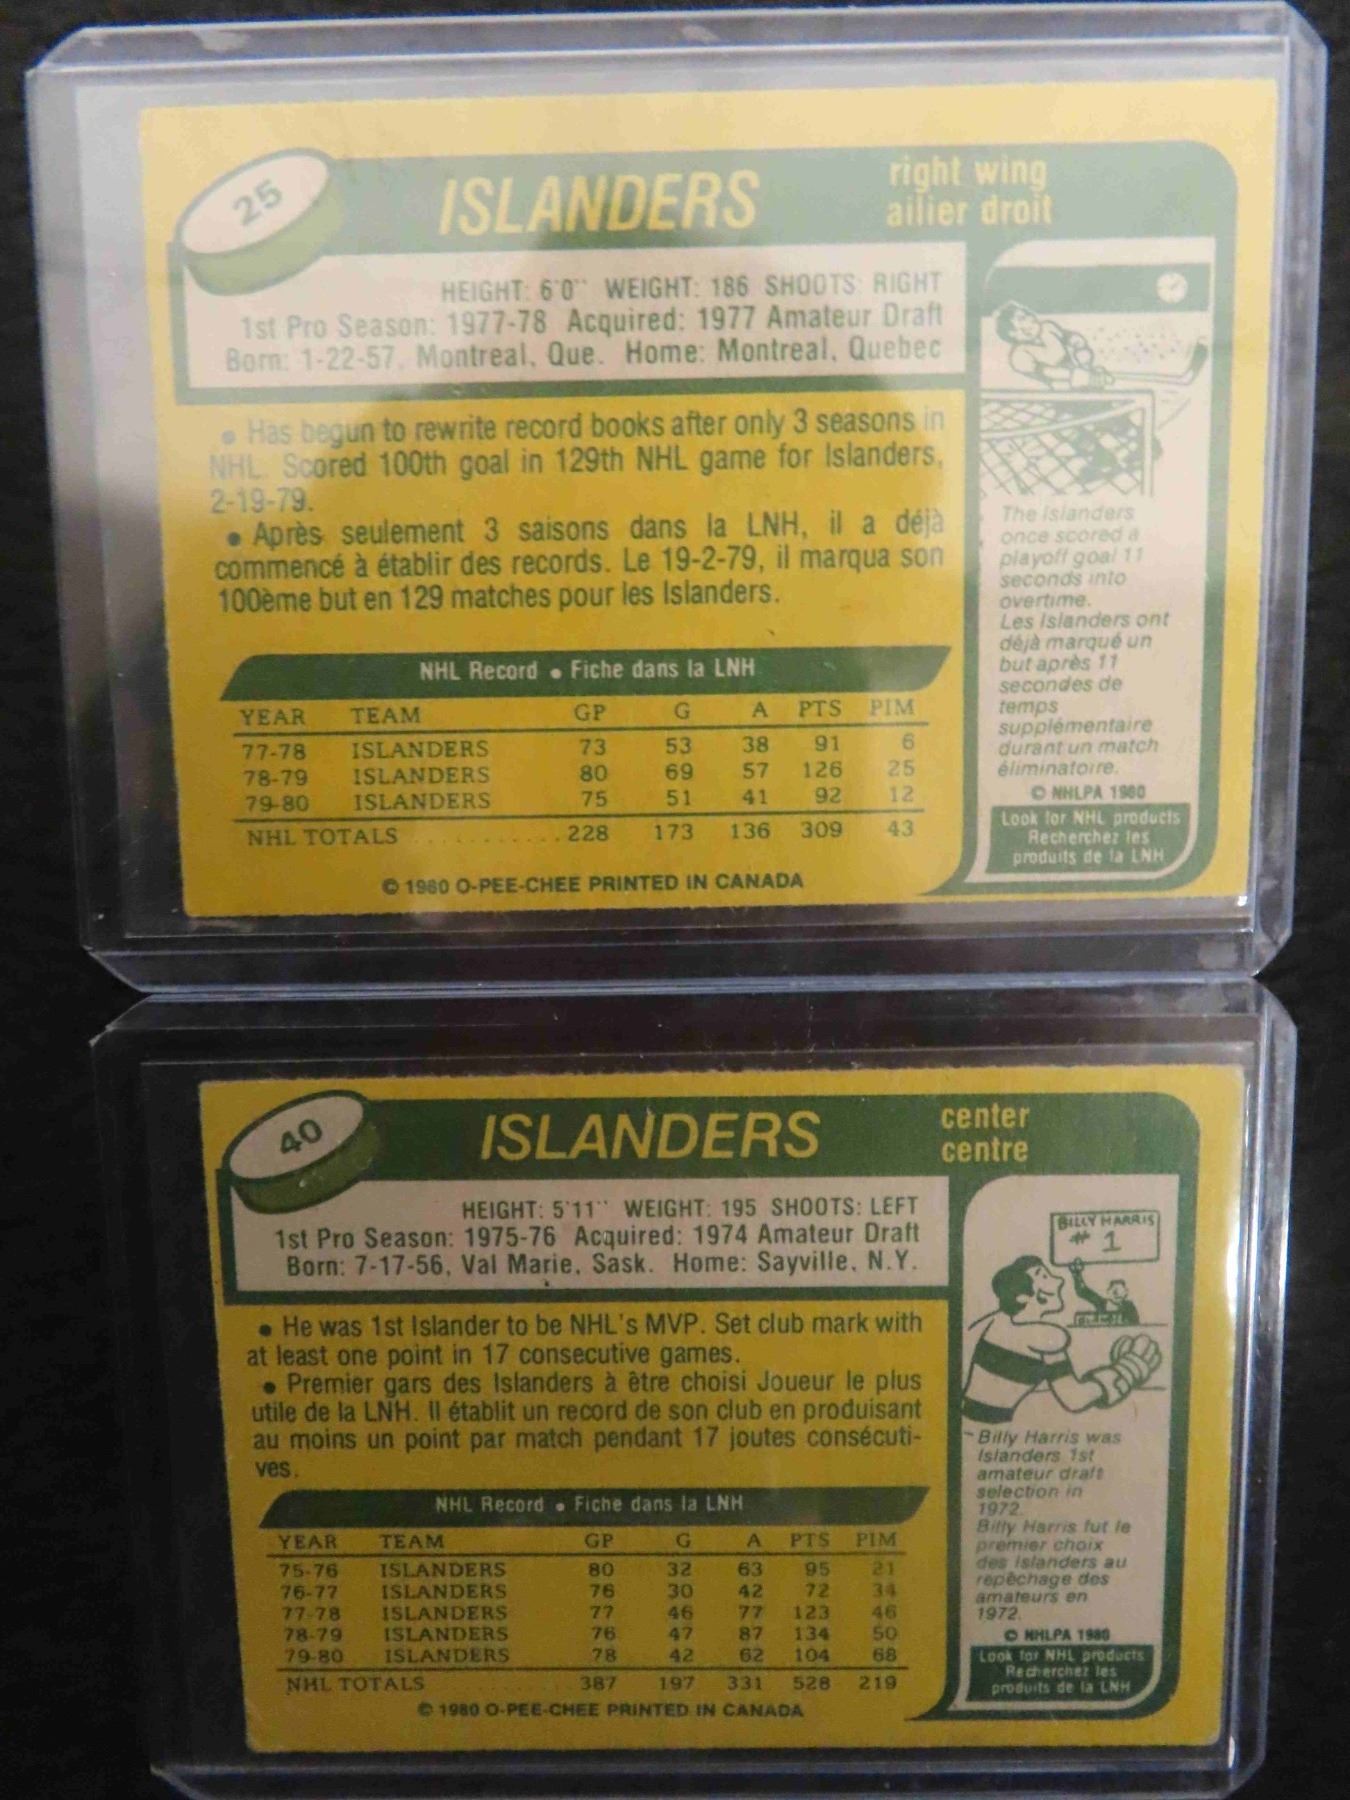 25
ISLANDERS
right wing
ailier droit
HEIGHT: 6'0" WEIGHT: 186 SHOOTS: RIGHT
1st Pro Season: 1977-78 Acquired: 1977 Amateur Draft
Born: 1-22-57, Montreal, Que. Home: Montreal, Quebec
• Has begun to rewrite record books after only 3 seasons in
NHL. Scored 100th goal in 129th NHL game for Islanders,
2-19-79.
• Après seulement 3 saisons dans la LNH, il a déjà
commencé à établir des records. Le 19-2-79, il marqua son
100ème but en 129 matches pour les Islanders.
NHL Record • Fiche dans la LNH
YEAR TEAM GP G A PTS PIM
77-78 ISLANDERS 73 53 38 91 6
78-79 ISLANDERS 80 69 57 126 25
79-80 ISLANDERS 75 51 41 92 12
NHL TOTALS ........... 228 173 136 309 43
© 1980 O-PEE-CHEE PRINTED IN CANADA
The Islanders
once scored a
playoff goal 11
seconds into
overtime.
Les Islanders ont
déjà marqué un
but après 11
secondes de
temps
supplémentaire
durant un match
éliminatoire.
© NHLPA 1980
Look for NHL products
Recherchez les
produits de la LNH
40
ISLANDERS
center
centre
HEIGHT: 5'11" WEIGHT: 195 SHOOTS: LEFT
1st Pro Season: 1975-76 Acquired: 1974 Amateur Draft
Born: 7-17-56, Val Marie, Sask. Home: Sayville, N.Y.
• He was 1st Islander to be NHL's MVP. Set club mark with
at least one point in 17 consecutive games.
• Premier gars des Islanders à être choisi Joueur le plus
utile de la LNH. Il établit un record de son club en produisant
au moins un point par match pendant 17 joutes consécuti-
ves.
NHL Record • Fiche dans la LNH
YEAR TEAM GP G A PTS PIM
75-76 ISLANDERS 80 32 63 95 21
76-77 ISLANDERS 76 30 42 72 34
77-78 ISLANDERS 77 46 77 123 46
78-79 ISLANDERS 76 47 87 134 50
79-80 ISLANDERS 78 42 62 104 68
NHL TOTALS ........... 387 197 331 528 219
© 1980 O-PEE-CHEE PRINTED IN CANADA
BILLY HARRIS
# 1
Billy Harris was
Islanders 1st
amateur draft
selection in
1972.
Billy Harris fut le
premier choix
des Islanders au
repêchage des
amateurs en
1972.
© NHLPA 1980
Look for NHL products
Recherchez les
produits de la LNH